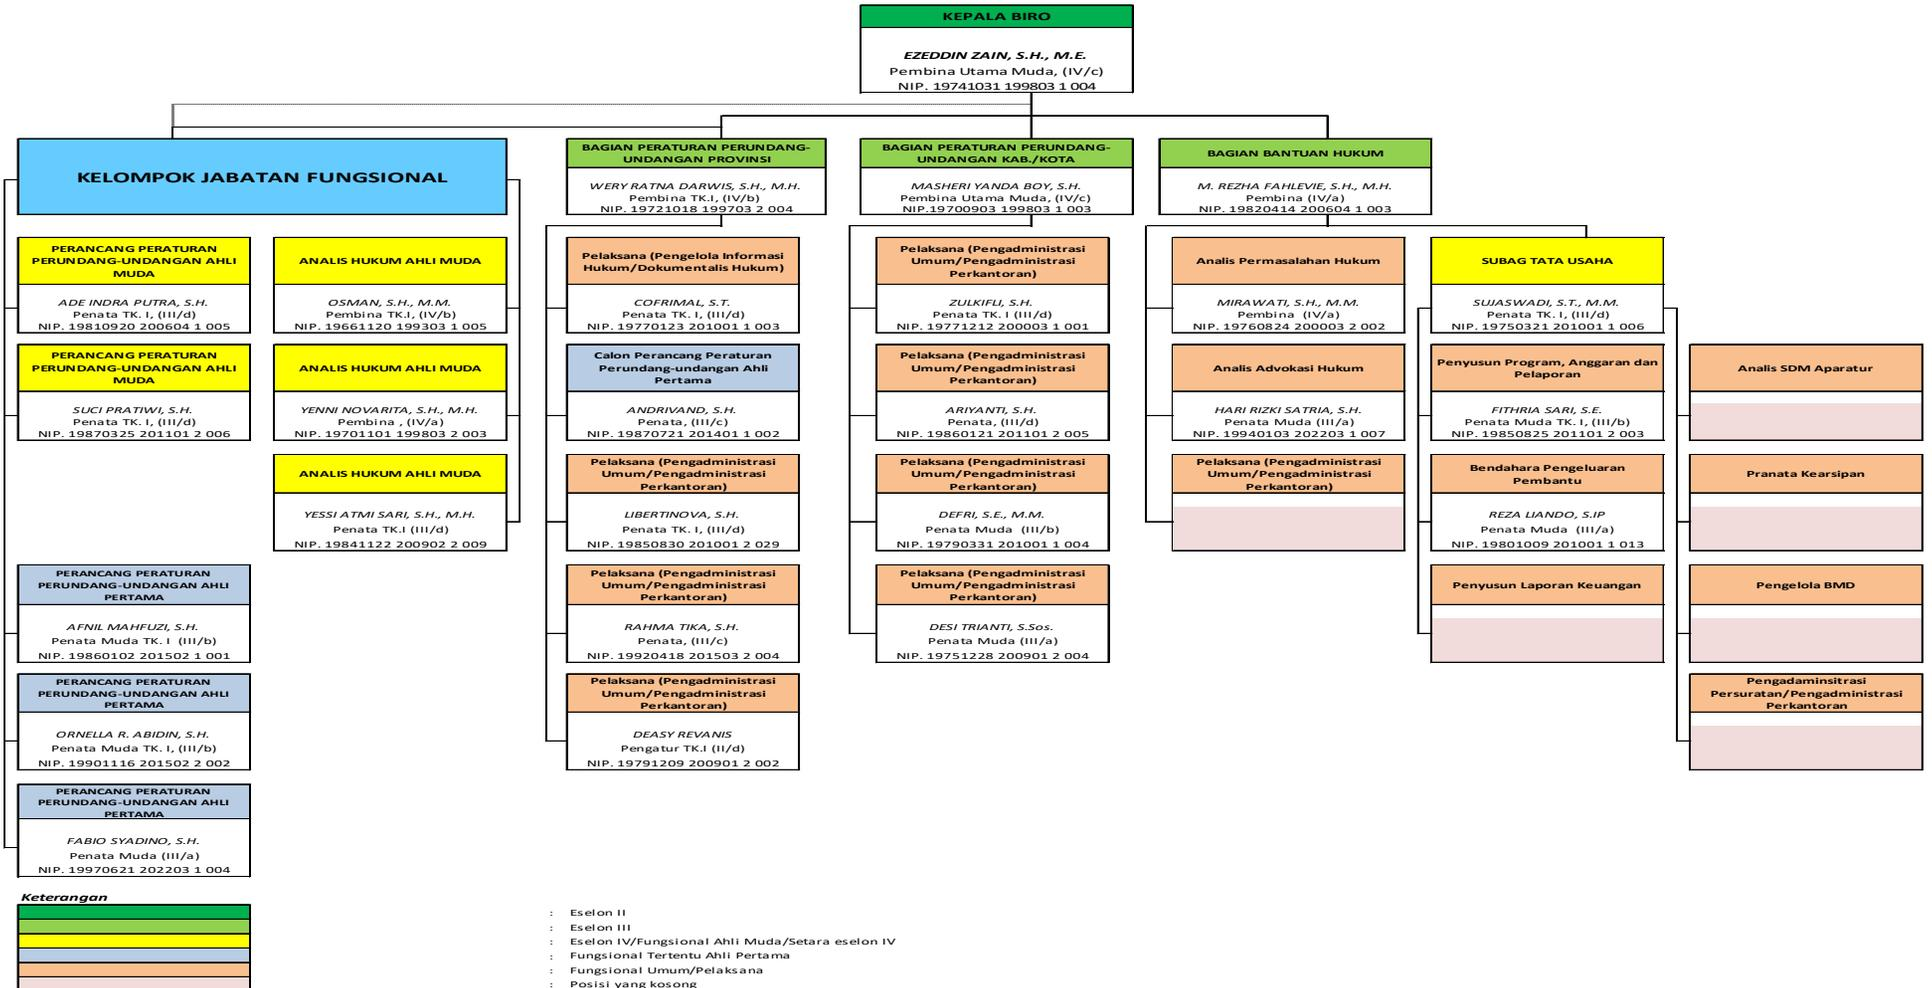 KEPALA BIRO
EZEDDIN ZAIN, S.H., M.E.
Pembina Utama Muda, (IV/c)
NIP. 19741031 199803 1 004
KELOMPOK JABATAN FUNGSIONAL
BAGIAN PERATURAN PERUNDANG-
UNDANGAN PROVINSI
WERY RATNA DARWIS, S.H., M.H.
Pembina TK.I, (IV/b)
NIP. 19721018 199703 2 004
BAGIAN PERATURAN PERUNDANG-
UNDANGAN KAB./KOTA
MASHERI YANDA BOY, S.H.
Pembina Utama Muda, (IV/c)
NIP.19700903 199803 1 003
BAGIAN BANTUAN HUKUM
M. REZHA FAHLEVIE, S.H., M.H.
Pembina (IV/a)
NIP. 19820414 200604 1 003
PERANCANG PERATURAN
PERUNDANG-UNDANGAN AHLI
MUDA
ADE INDRA PUTRA, S.H.
Penata TK. I, (III/d)
NIP. 19810920 200604 1 005
ANALIS HUKUM AHLI MUDA
OSMAN, S.H., M.M.
Pembina TK.I, (IV/b)
NIP. 19661120 199303 1 005
Pelaksana (Pengelola Informasi
Hukum/Dokumentalis Hukum)
COFRIMAL, S.T.
Penata TK. I, (III/d)
NIP. 19770123 201001 1 003
Pelaksana (Pengadministrasi
Umum/Pengadministrasi
Perkantoran)
ZULKIFLI, S.H.
Penata TK. I (III/d)
NIP. 19771212 200003 1 001
Analis Permasalahan Hukum
MIRAWATI, S.H., M.M.
Pembina (IV/a)
NIP. 19760824 200003 2 002
SUBAG TATA USAHA
SUJASWADI, S.T., M.M.
Penata TK. I, (III/d)
NIP. 19750321 201001 1 006
PERANCANG PERATURAN
PERUNDANG-UNDANGAN AHLI
MUDA
SUCI PRATIWI, S.H.
Penata TK. I, (III/d)
NIP. 19870325 201101 2 006
ANALIS HUKUM AHLI MUDA
YENNI NOVARITA, S.H., M.H.
Pembina , (IV/a)
NIP. 19701101 199803 2 003
Calon Perancang Peraturan
Perundang-undangan Ahli
Pertama
ANDRIVAND, S.H.
Penata, (III/c)
NIP. 19870721 201401 1 002
Pelaksana (Pengadministrasi
Umum/Pengadministrasi
Perkantoran)
ARIYANTI, S.H.
Penata, (III/d)
NIP. 19860121 201101 2 005
Analis Advokasi Hukum
HARI RIZKI SATRIA, S.H.
Penata Muda (III/a)
NIP. 19940103 202203 1 007
Penyusun Program, Anggaran dan
Pelaporan
FITHRIA SARI, S.E.
Penata Muda TK. I, (III/b)
NIP. 19850825 201101 2 003
Analis SDM Aparatur
ANALIS HUKUM AHLI MUDA
YESSI ATMI SARI, S.H., M.H.
Penata TK.I (III/d)
NIP. 19841122 200902 2 009
Pelaksana (Pengadministrasi
Umum/Pengadministrasi
Perkantoran)
LIBERTINOVA, S.H.
Penata TK. I, (III/d)
NIP. 19850830 201001 2 029
Pelaksana (Pengadministrasi
Umum/Pengadministrasi
Perkantoran)
DEFRI, S.E., M.M.
Penata Muda (III/b)
NIP. 19790331 201001 1 004
Pelaksana (Pengadministrasi
Umum/Pengadministrasi
Perkantoran)
Bendahara Pengeluaran
Pembantu
REZA LIANDO, S.IP
Penata Muda (III/a)
NIP. 19801009 201001 1 013
Pranata Kearsipan
PERANCANG PERATURAN
PERUNDANG-UNDANGAN AHLI
PERTAMA
AFNIL MAHFUZI, S.H.
Penata Muda TK. I (III/b)
NIP. 19860102 201502 1 001
Pelaksana (Pengadministrasi
Umum/Pengadministrasi
Perkantoran)
RAHMA TIKA, S.H.
Penata, (III/c)
NIP. 19920418 201503 2 004
Pelaksana (Pengadministrasi
Umum/Pengadministrasi
Perkantoran)
DESI TRIANTI, S.Sos.
Penata Muda (III/a)
NIP. 19751228 200901 2 004
Penyusun Laporan Keuangan
Pengelola BMD
PERANCANG PERATURAN
PERUNDANG-UNDANGAN AHLI
PERTAMA
ORNELLA R. ABIDIN, S.H.
Penata Muda TK. I, (III/b)
NIP. 19901116 201502 2 002
Pelaksana (Pengadministrasi
Umum/Pengadministrasi
Perkantoran)
DEASY REVANIS
Pengatur TK.I (II/d)
NIP. 19791209 200901 2 002
Pengadaminsitrasi
Persuratan/Pengadministrasi
Perkantoran
PERANCANG PERATURAN
PERUNDANG-UNDANGAN AHLI
PERTAMA
FABIO SYADINO, S.H.
Penata Muda (III/a)
NIP. 19970621 202203 1 004
Keterangan
: Eselon II
: Eselon III
: Eselon IV/Fungsional Ahli Muda/Setara eselon IV
: Fungsional Tertentu Ahli Pertama
: Fungsional Umum/Pelaksana
: Posisi yang kosong